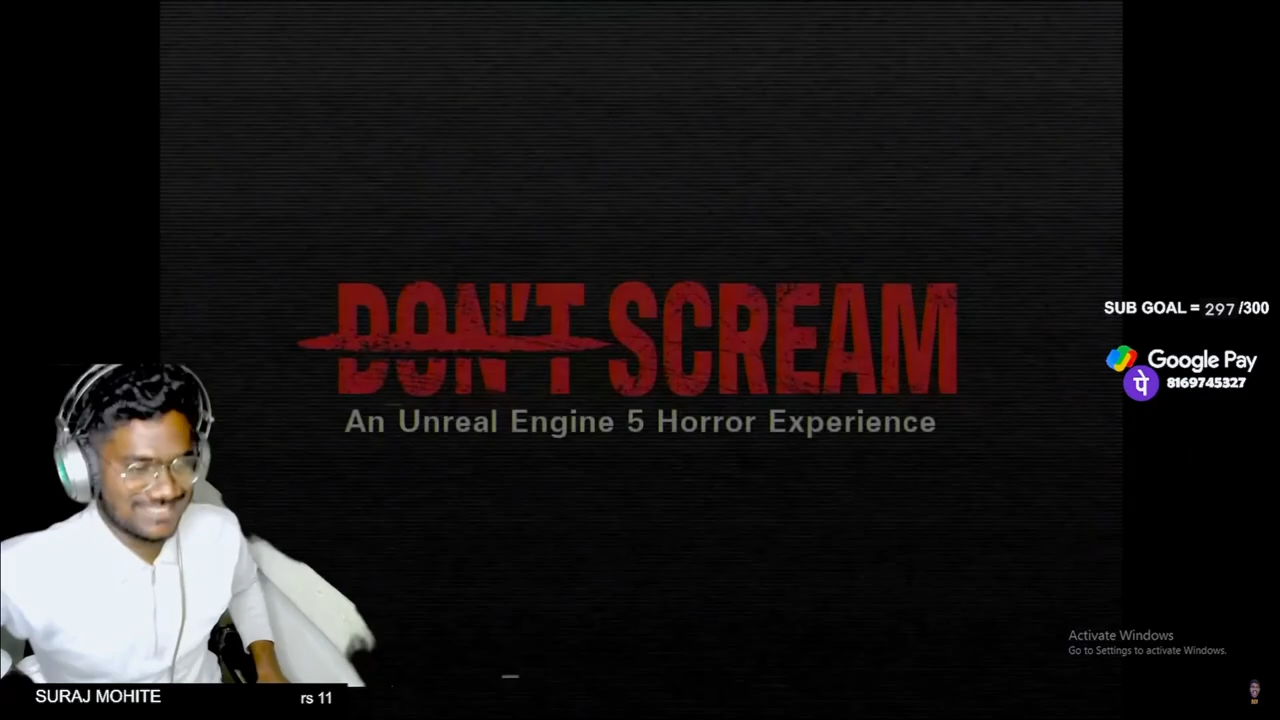 DON'T SCREAM
An Unreal Engine 5 Horror Experience
SUB GOAL = 297 /300
Google Pay
पे 8169745327
Activate Windows
Go to Settings to activate Windows.
SURAJ MOHITE rs 11